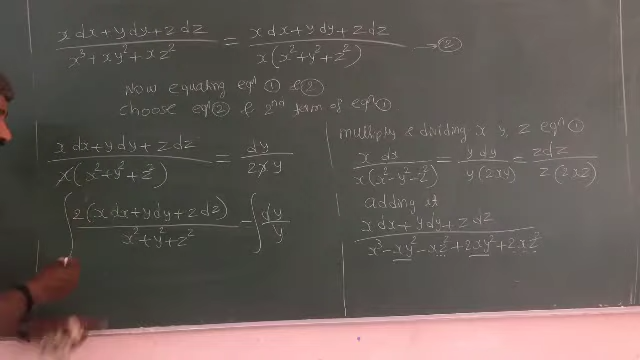 x dx + y dy + z dz / x³ + xy² + xz² = x dx + y dy + z dz / x(x² + y² + z²) → ②
Now equating eqⁿ ① & ②
choose eqⁿ ② & 2nd term of eqⁿ ①
x dx + y dy + z dz / x(x² + y² + z²) = dy / 2xy
∫ 2(x dx + y dy + z dz) / x² + y² + z² = ∫ dy / y
multiply & dividing x y, z eqⁿ ①
x dx / x(x² - y² - z²) = y dy / y(2xy) = z dz / z(2xz)
adding it
x dx + y dy + z dz / x³ - xy² - xz² + 2xy² + 2xz²